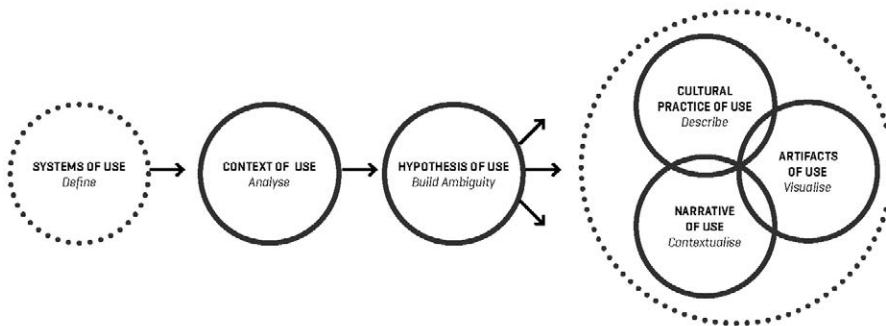 SYSTEMS OF USE
Define
CONTEXT OF USE
Analyse
HYPOTHESIS OF USE
Build Ambiguity
CULTURAL
PRACTICE OF USE
Describe
ARTIFACTS
OF USE
Visualise
NARRATIVE
OF USE
Contextualise